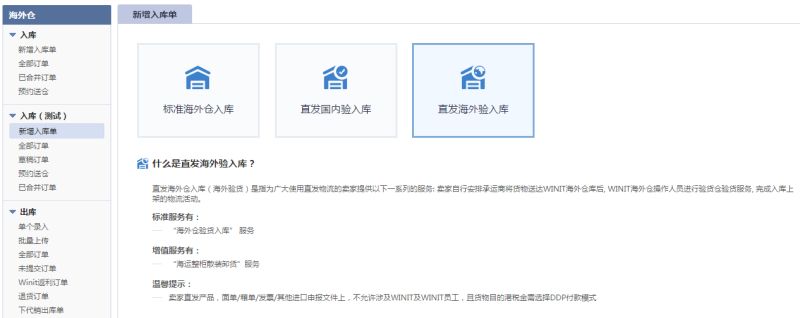 海外仓
入库
新增入库单
全部订单
已合并订单
预约送仓
入库（测试）
新增入库单
全部订单
草稿订单
预约送仓
已合并订单
出库
单个录入
批量上传
全部订单
未提交订单
Winit返利订单
退货订单
下代销出库单
新增入库单
标准海外仓入库
直发国内验入库
直发海外验入库
什么是直发海外验入库？
直发海外仓入库（海外验货）是指为广大使用直发物流的卖家提供以下一系列的服务: 卖家自行安排承运商将货物送达WINIT海外仓库后, WINIT海外仓操作人员进行验货仓验货服务, 完成入库上
架的物流活动。
标准服务有：
“海外仓验货入库” 服务
增值服务有：
“海运整柜散装卸货”服务
温馨提示：
卖家直发产品，面单/箱单/发票/其他进口申报文件上，不允许涉及WINIT及WINIT员工，且货物目的港税金需选择DDP付款模式